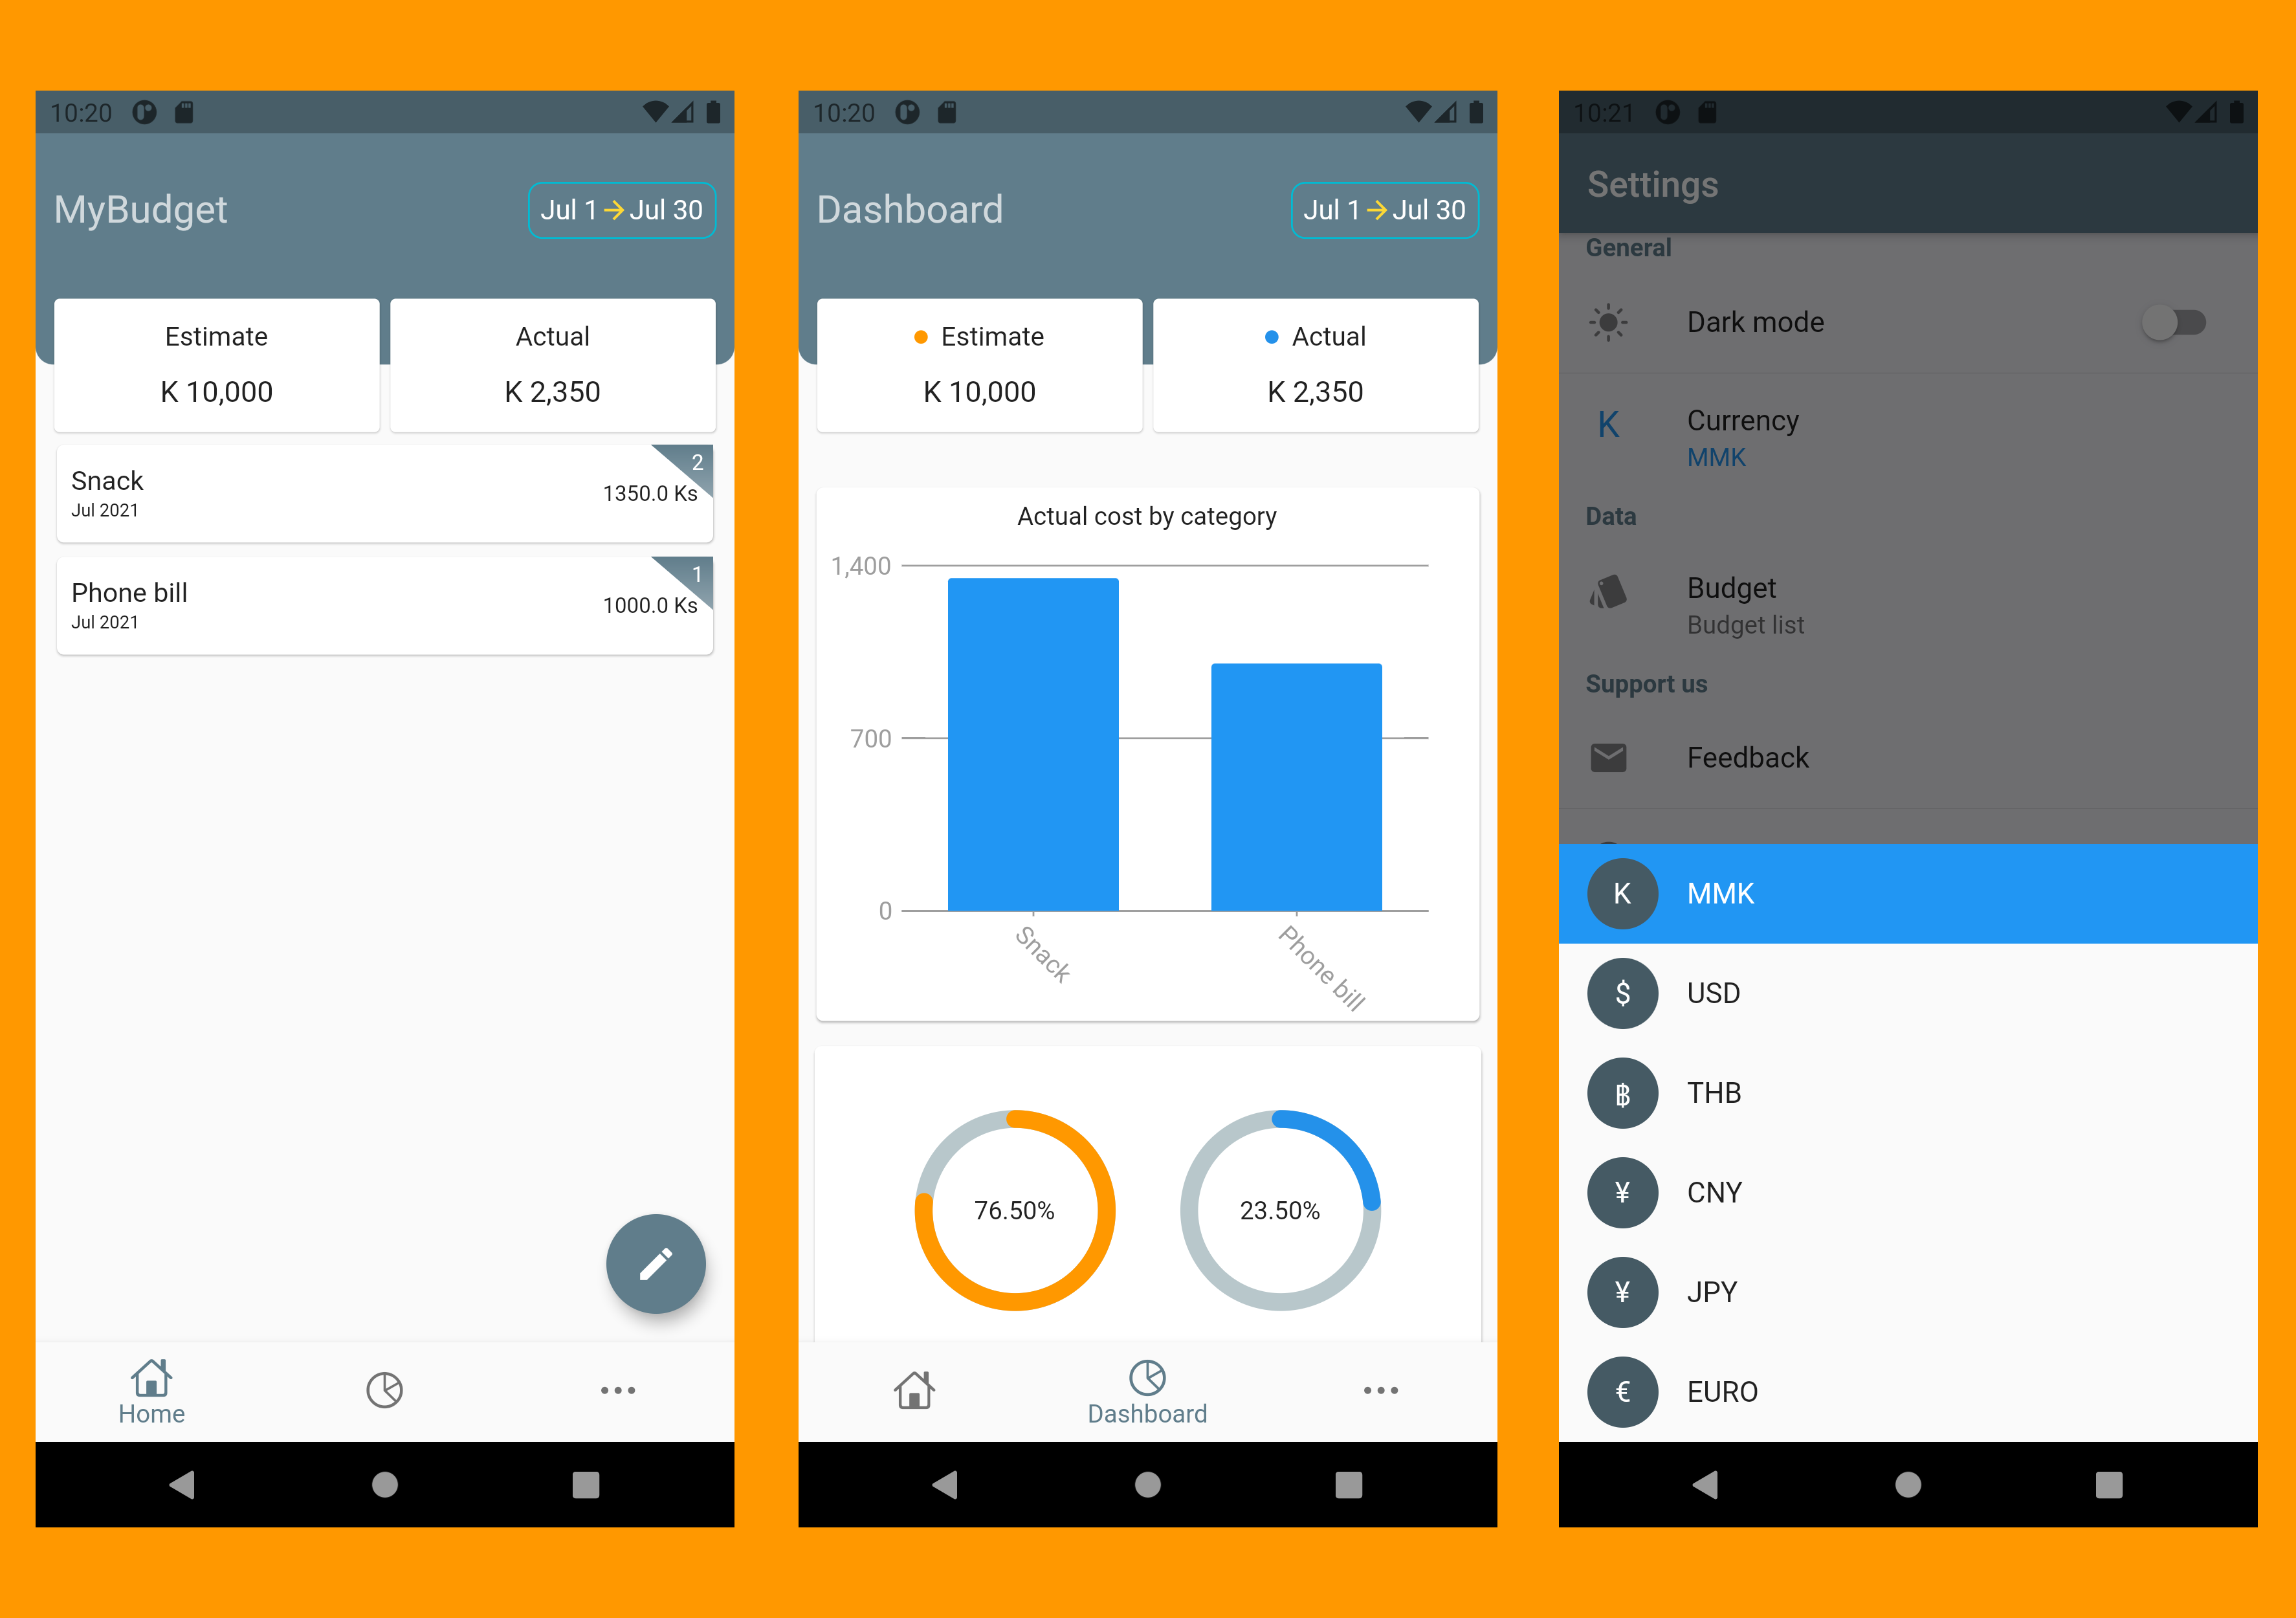 10:20
MyBudget
Jul 1 → Jul 30
Estimate
K 10,000
Actual
K 2,350
Snack
Jul 2021
2
1350.0 Ks
Phone bill
Jul 2021
1
1000.0 Ks
Home
10:20
Dashboard
Jul 1 → Jul 30
Estimate
K 10,000
Actual
K 2,350
Actual cost by category
1,400
700
0
Snack
Phone bill
76.50%
23.50%
Dashboard
10:21
Settings
General
Dark mode
K
Currency
MMK
Data
Budget
Budget list
Support us
Feedback
K MMK
$ USD
฿ THB
¥ CNY
¥ JPY
€ EURO